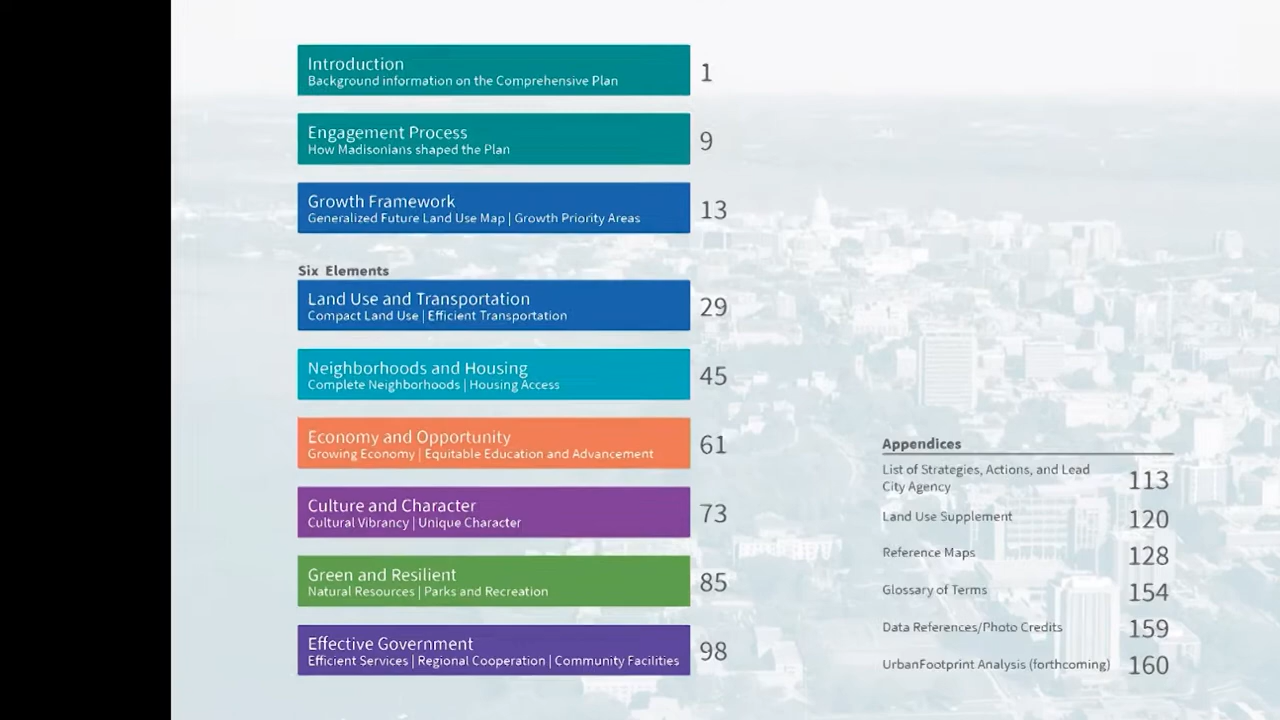 Introduction
Background information on the Comprehensive Plan
1
Engagement Process
How Madisonians shaped the Plan
9
Growth Framework
Generalized Future Land Use Map | Growth Priority Areas
13
Six Elements
Land Use and Transportation
Compact Land Use | Efficient Transportation
29
Neighborhoods and Housing
Complete Neighborhoods | Housing Access
45
Economy and Opportunity
Growing Economy | Equitable Education and Advancement
61
Culture and Character
Cultural Vibrancy | Unique Character
73
Green and Resilient
Natural Resources | Parks and Recreation
85
Effective Government
Efficient Services | Regional Cooperation | Community Facilities
98
Appendices
List of Strategies, Actions, and Lead
City Agency
113
Land Use Supplement
120
Reference Maps
128
Glossary of Terms
154
Data References/Photo Credits
159
UrbanFootprint Analysis (forthcoming)
160